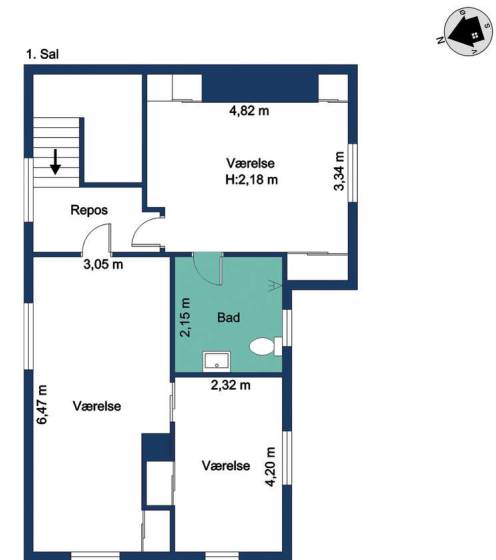 1. Sal
N
Ø
S
V
4,82 m
Værelse
H:2,18 m
3,34 m
Repos
3,05 m
2,15 m
Bad
2,32 m
6,47 m
Værelse
Værelse
4,20 m